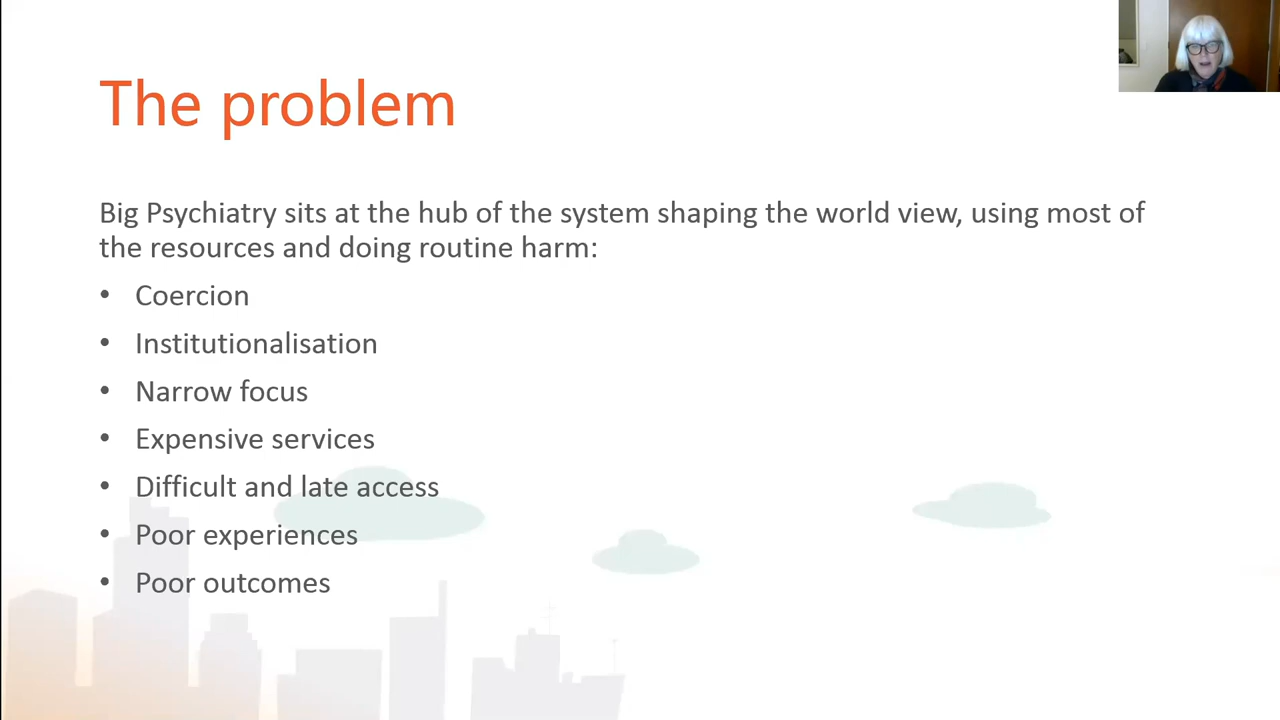 The problem
Big Psychiatry sits at the hub of the system shaping the world view, using most of
the resources and doing routine harm:
• Coercion
• Institutionalisation
• Narrow focus
• Expensive services
• Difficult and late access
• Poor experiences
• Poor outcomes